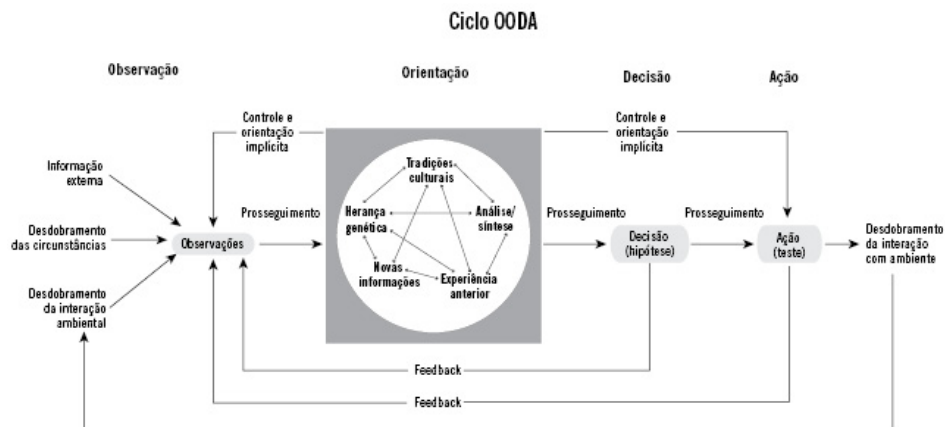 Ciclo OODA
Observação
Orientação
Decisão
Ação
Controle e
orientação
implícita
Controle e
orientação
implícita
Informação
externa
Desdobramento
das circunstâncias
Desdobramento
da interação
ambiental
Observações
Prosseguimento
Tradições
culturais
Herança
genética
Análise/
síntese
Novas
informações
Experiência
anterior
Prosseguimento
Decisão
(hipótese)
Prosseguimento
Ação
(teste)
Desdobramento
da interação
com ambiente
Feedback
Feedback